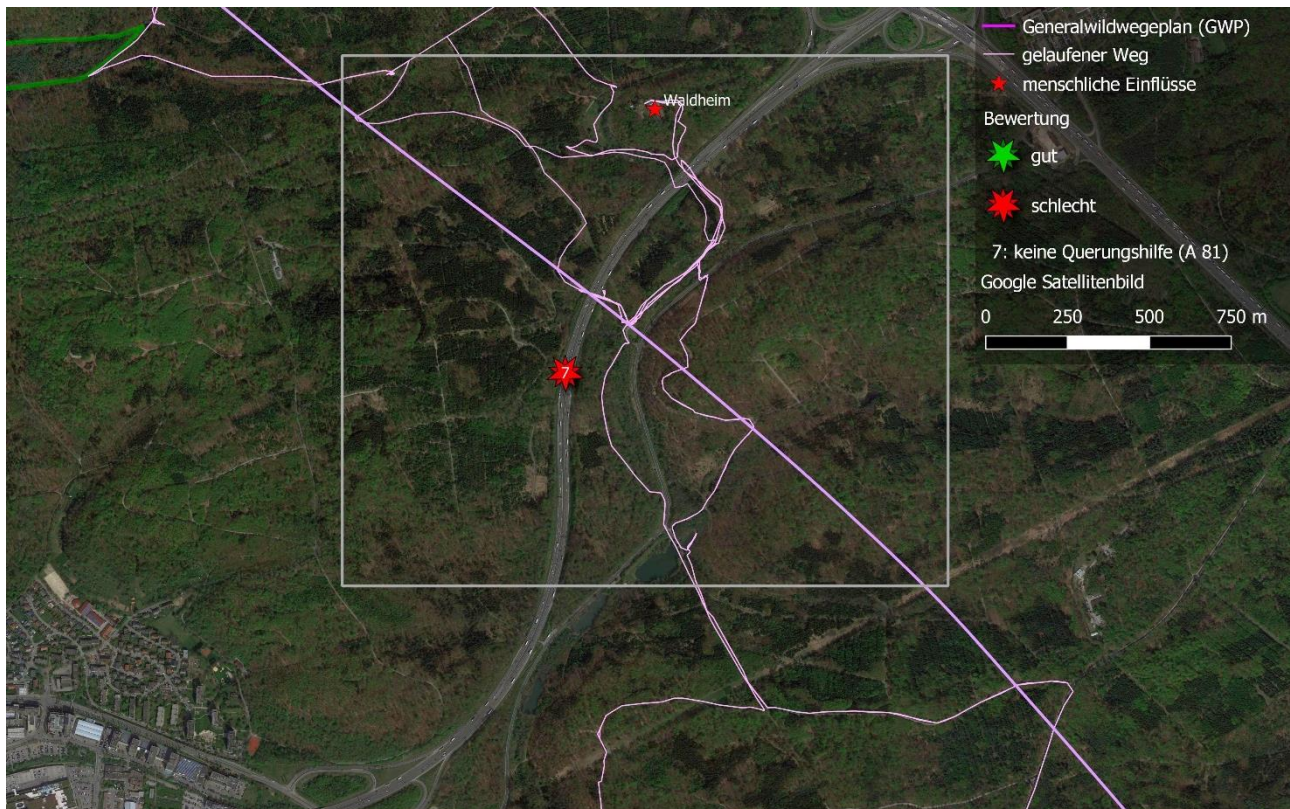 Generalwildwegeplan (GWP)
gelaufener Weg
menschliche Einflüsse
Waldheim
Bewertung
gut
schlecht
7: keine Querungshilfe (A 81)
Google Satellitenbild
0 250 500 750 m
7